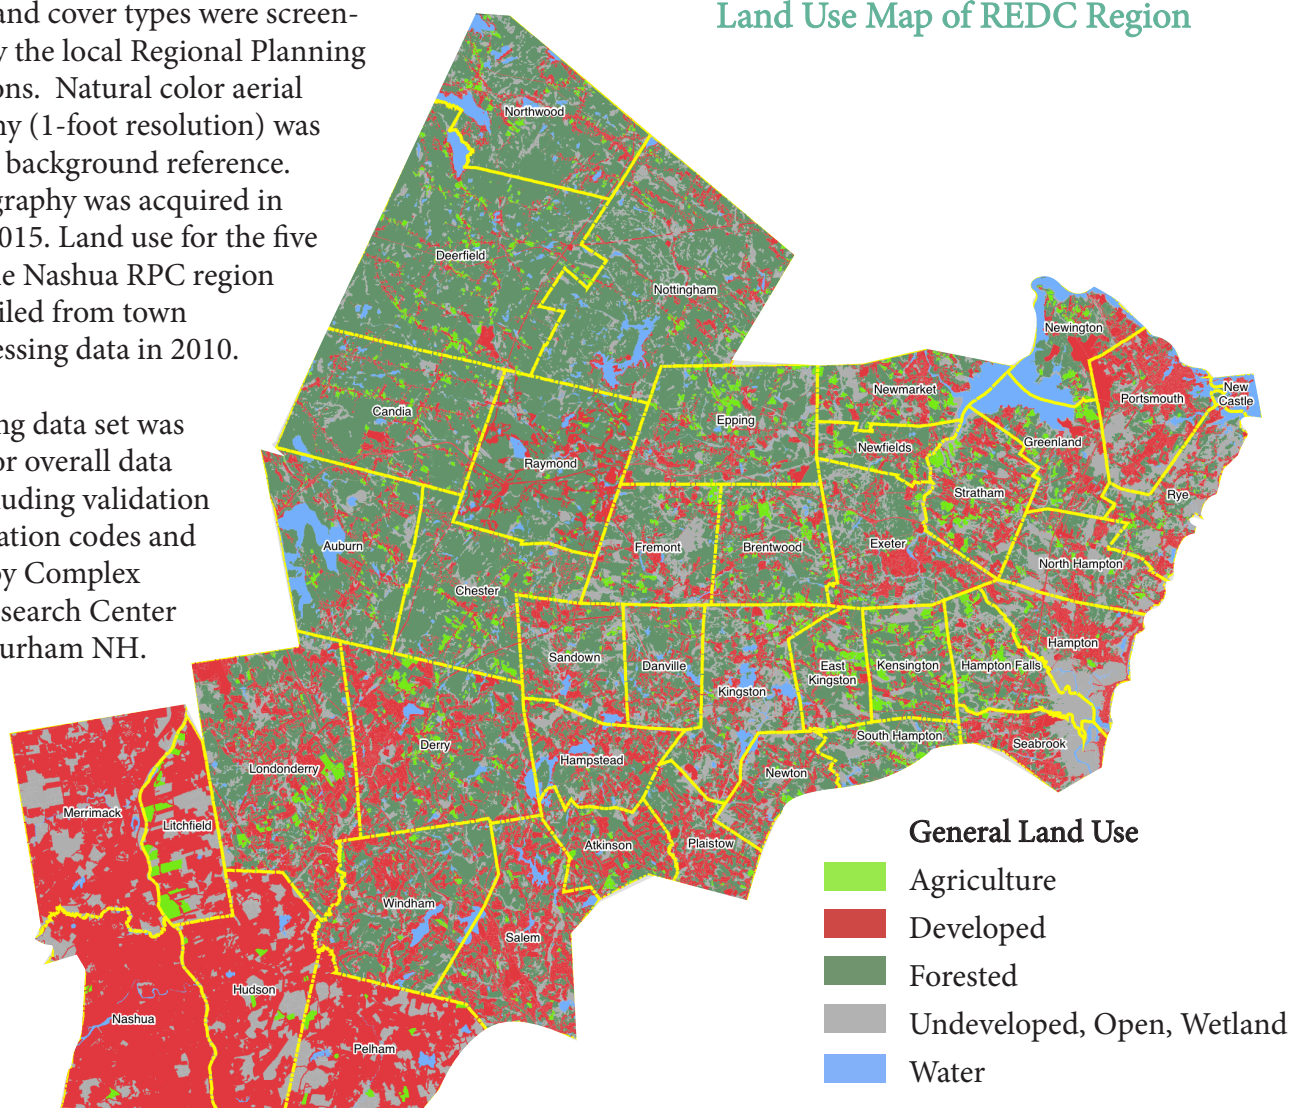 Land Use Map of REDC Region
and cover types were screen-
y the local Regional Planning
ons. Natural color aerial
hy (1-foot resolution) was
background reference.
graphy was acquired in
015. Land use for the five
e Nashua RPC region
iled from town
essing data in 2010.
ng data set was
or overall data
luding validation
ation codes and
by Complex
search Center
urham NH.
Northwood
Deerfield
Nottingham
Newington
Candia
Epping
Newmarket
Portsmouth
New
Castle
Raymond
Newfields
Greenland
Stratham
Rye
Auburn
Fremont
Brentwood
Exeter
North Hampton
Chester
Hampton
Sandown
Danville
Kingston
East
Kingston
Kensington
Hampton Falls
Derry
Hampstead
South Hampton
Seabrook
Londonderry
Newton
Merrimack
Litchfield
Atkinson
Plaistow
Windham
Salem
Hudson
Nashua
Pelham
General Land Use
Agriculture
Developed
Forested
Undeveloped, Open, Wetland
Water